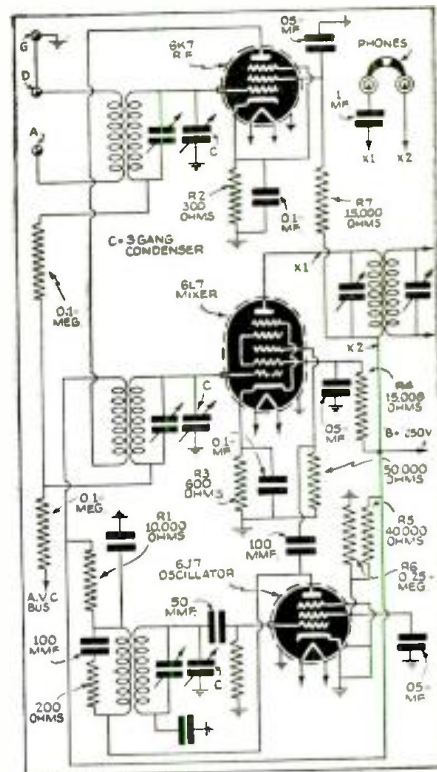 G
D
A
6K7
R.F.
.05-
MF.
PHONES
1
MF.
X1
X2
C
R2
300
OHMS
0.1-
MF.
R7
15,000
OHMS
C = 3 GANG
CONDENSER
0.1-
MEG
X1
6L7
MIXER
X2
C
.05-
MF.
15,008
OHMS
B+ 250V
0.1-
MF.
R3
600
OHMS
50,000
OHMS
0.1-
MEG
R1
10,000
OHMS
100
MMF.
R5
40,000
OHMS
6J7
OSCILLATOR
R6
0.25
MEG.
A.V.C.
BUS
50
MMF.
100
MMF.
200
OHMS
C
.05-
MF.